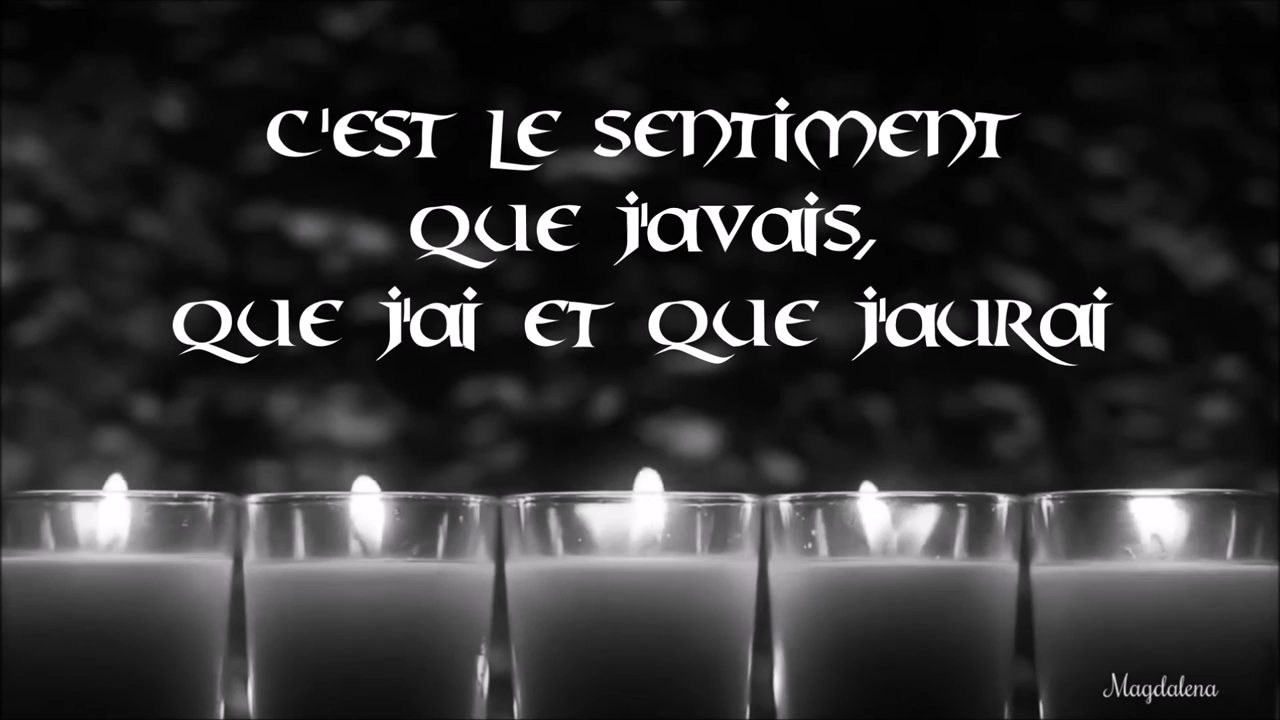 C'EST LE SENTIMENT
QUE J'AVAIS,
QUE J'AI ET QUE J'AURAI
Magdalena